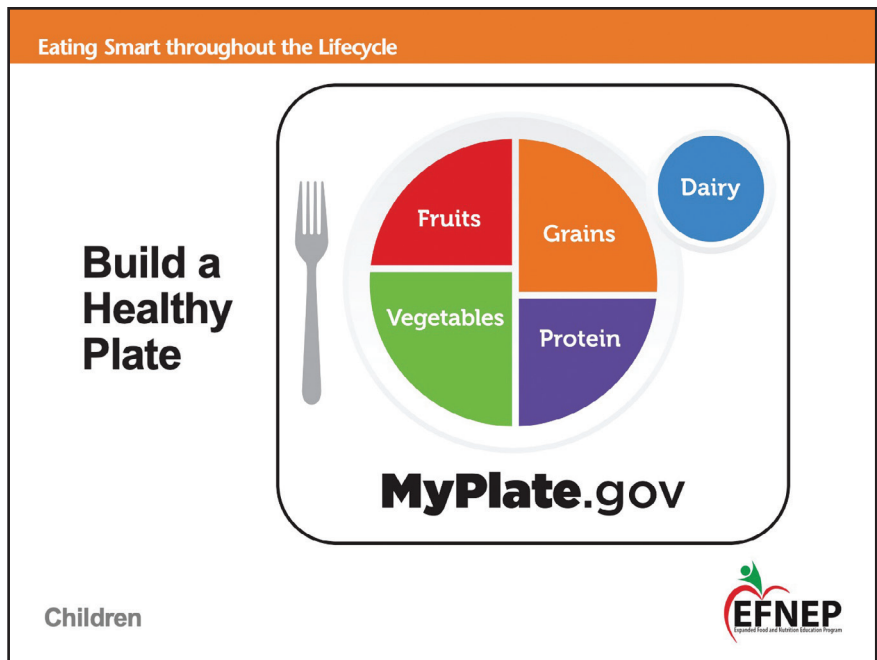 Eating Smart throughout the Lifecycle
Build a
Healthy
Plate
Fruits
Grains
Dairy
Vegetables
Protein
MyPlate.gov
Children
EFNEP
Expanded Food and Nutrition Education Program